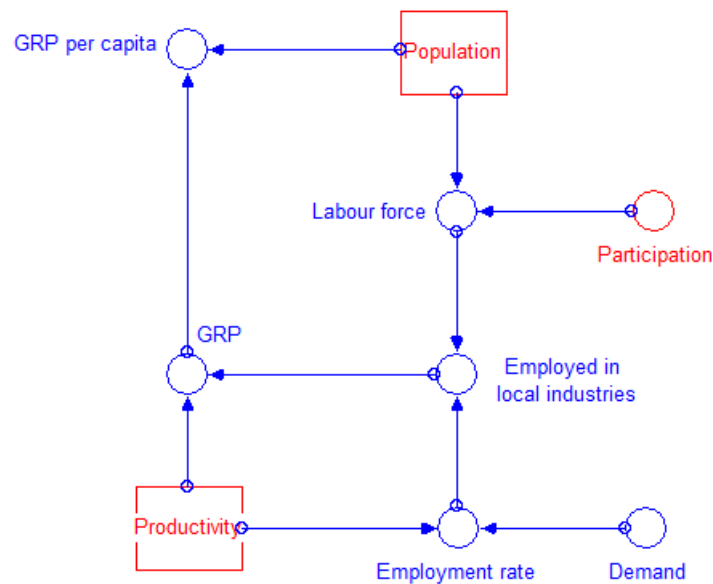 GRP per capita
Population
Labour force
Participation
GRP
Employed in
local industries
Productivity
Employment rate
Demand